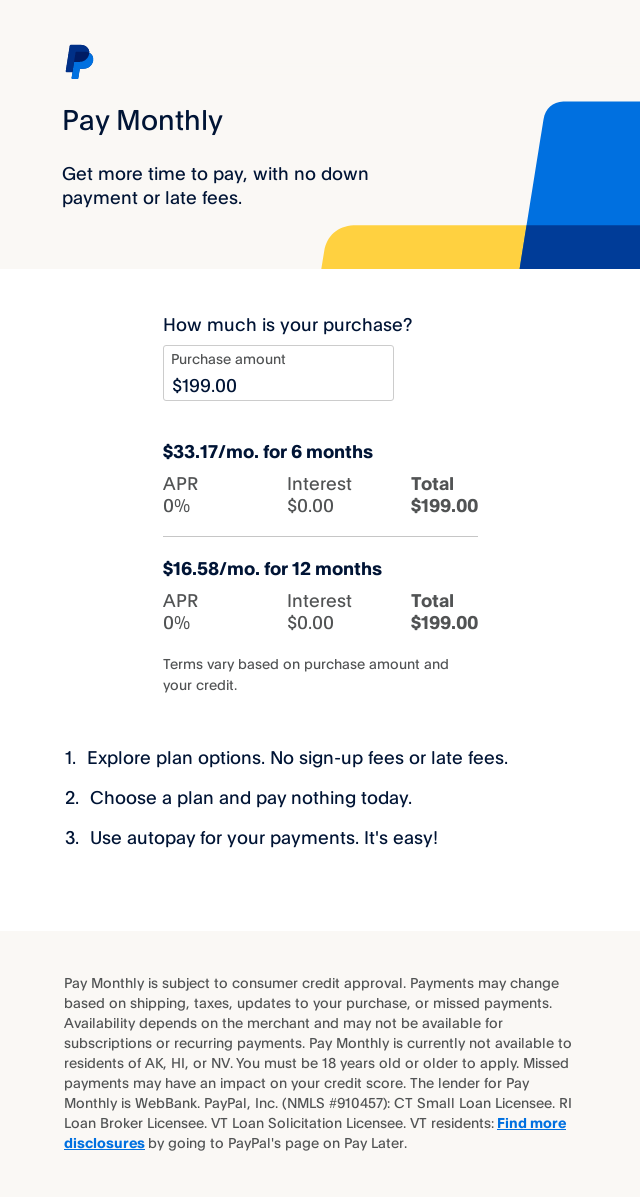 Pay Monthly
Get more time to pay, with no down
payment or late fees.
How much is your purchase?
Purchase amount
$199.00
$33.17/mo. for 6 months
APR Interest Total
0% $0.00 $199.00
$16.58/mo. for 12 months
APR Interest Total
0% $0.00 $199.00
Terms vary based on purchase amount and
your credit.
1. Explore plan options. No sign-up fees or late fees.
2. Choose a plan and pay nothing today.
3. Use autopay for your payments. It's easy!
Pay Monthly is subject to consumer credit approval. Payments may change
based on shipping, taxes, updates to your purchase, or missed payments.
Availability depends on the merchant and may not be available for
subscriptions or recurring payments. Pay Monthly is currently not available to
residents of AK, HI, or NV. You must be 18 years old or older to apply. Missed
payments may have an impact on your credit score. The lender for Pay
Monthly is WebBank. PayPal, Inc. (NMLS #910457): CT Small Loan Licensee. RI
Loan Broker Licensee. VT Loan Solicitation Licensee. VT residents: Find more
disclosures by going to PayPal's page on Pay Later.